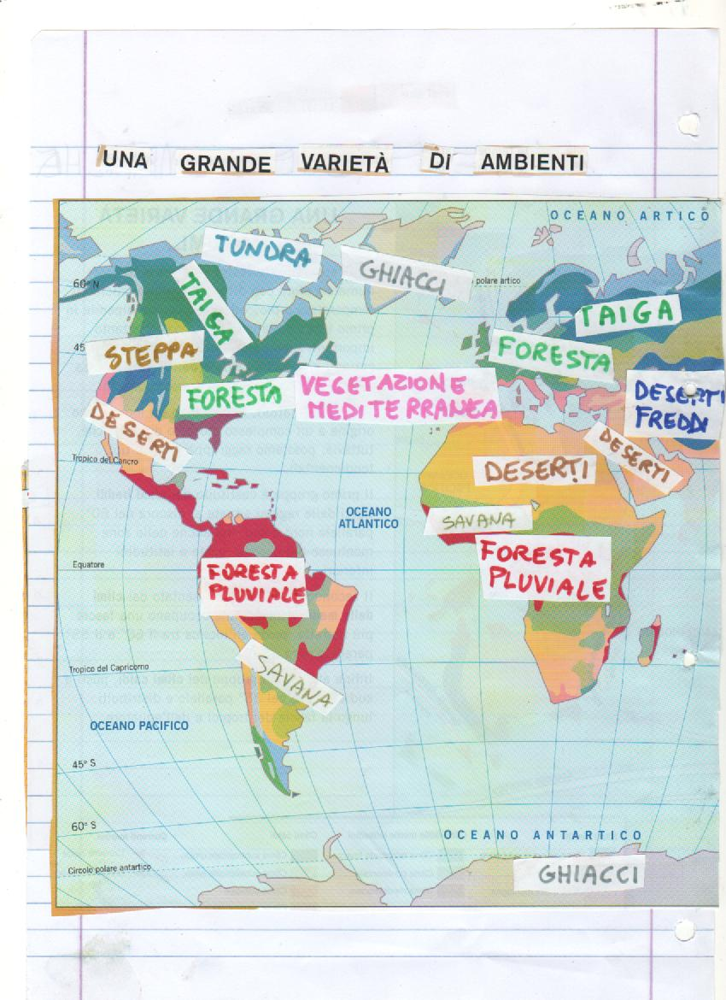 UNA GRANDE VARIETÀ DI AMBIENTI
OCEANO ARTICO
TUNDRA
GHIACCI
polare artico
60° N
TAIGA
TAIGA
45
STEPPA
FORESTA
FORESTA
VEGETAZIONE
MEDITERRANEA
DESERTI
FREDDI
DESERTI
DESERTI
DESERTI
Tropico del Cancro
OCEANO
ATLANTICO
SAVANA
FORESTA
PLUVIALE
Equatore
FORESTA
PLUVIALE
Tropico del Capricorno
SAVANA
OCEANO PACIFICO
45° S
60° S
OCEANO ANTARTICO
Circolo polare antartico
GHIACCI